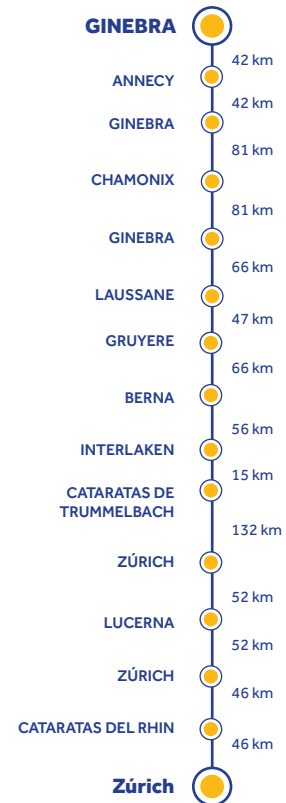 GINEBRA
42 km
ANNECY
42 km
GINEBRA
81 km
CHAMONIX
81 km
GINEBRA
66 km
LAUSSANE
47 km
GRUYERE
66 km
BERNA
56 km
INTERLAKEN
15 km
CATARATAS DE
TRUMMELBACH
132 km
ZÚRICH
52 km
LUCERNA
52 km
ZÚRICH
46 km
CATARATAS DEL RHIN
46 km
Zúrich